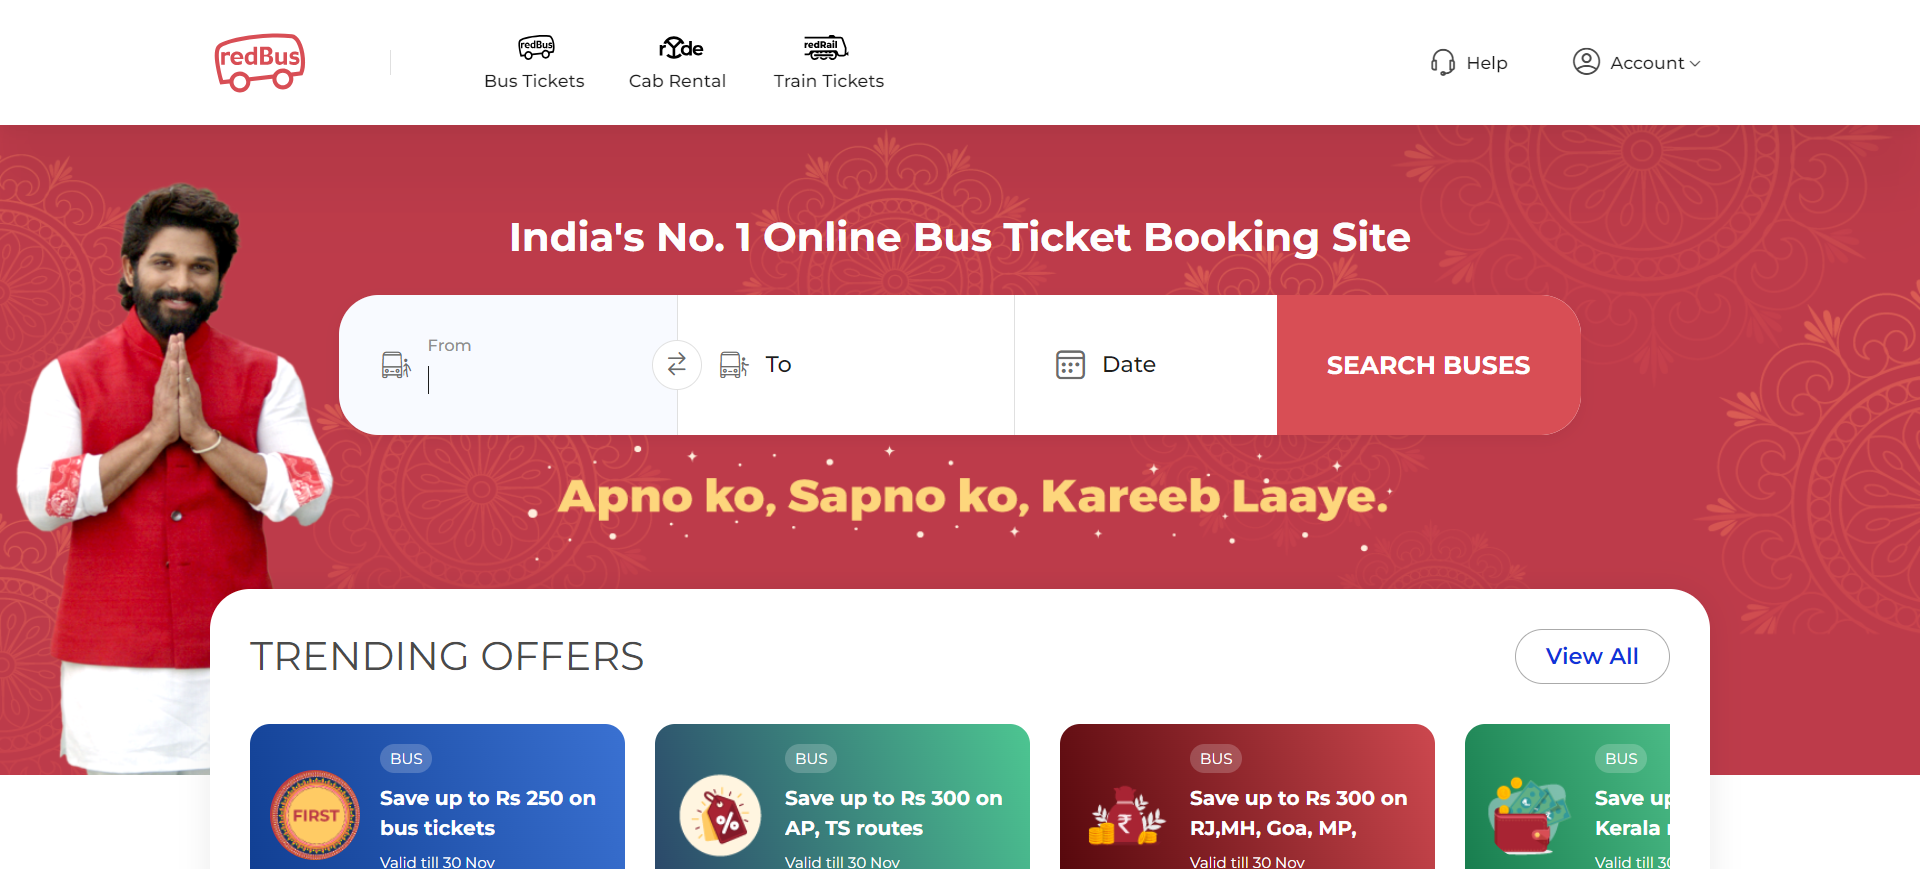 redBus
redBus
Bus Tickets
rYde
Cab Rental
redRail
Train Tickets
Help
Account
India's No. 1 Online Bus Ticket Booking Site
From
To
Date
SEARCH BUSES
Apno ko, Sapno ko, Kareeb Laaye.
TRENDING OFFERS
View All
FIRST
BUS
Save up to Rs 250 on
bus tickets
Valid till 30 Nov
%
BUS
Save up to Rs 300 on
AP, TS routes
Valid till 30 Nov
₹
BUS
Save up to Rs 300 on
RJ,MH, Goa, MP,
Valid till 30 Nov
BUS
Save up
Kerala
Valid till 30